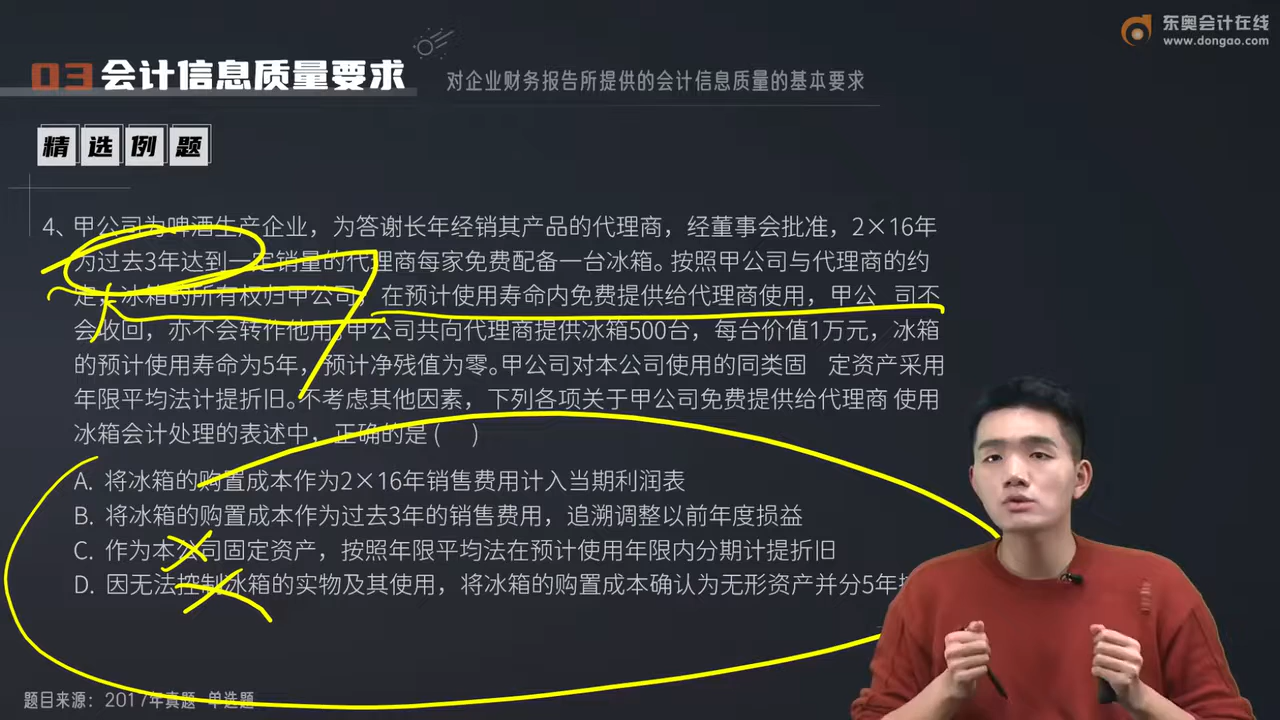 东奥会计在线
www.dongao.com
03 会计信息质量要求 对企业财务报告所提供的会计信息质量的基本要求
精选例题
4、甲公司为啤酒生产企业，为答谢长年经销其产品的代理商，经董事会批准，2×16年
为过去3年达到一定销量的代理商每家免费配备一台冰箱。按照甲公司与代理商的约
定，冰箱的所有权归甲公司，在预计使用寿命内免费提供给代理商使用，甲公 司不
会收回，亦不会转作他用。甲公司共向代理商提供冰箱500台，每台价值1万元，冰箱
的预计使用寿命为5年，预计净残值为零。甲公司对本公司使用的同类固 定资产采用
年限平均法计提折旧。不考虑其他因素，下列各项关于甲公司免费提供给代理商 使用
冰箱会计处理的表述中，正确的是 ( )
A. 将冰箱的购置成本作为2×16年销售费用计入当期利润表
B. 将冰箱的购置成本作为过去3年的销售费用，追溯调整以前年度损益
C. 作为本公司固定资产，按照年限平均法在预计使用年限内分期计提折旧
D. 因无法控制冰箱的实物及其使用，将冰箱的购置成本确认为无形资产并分5年
题目来源：2017年真题 单选题